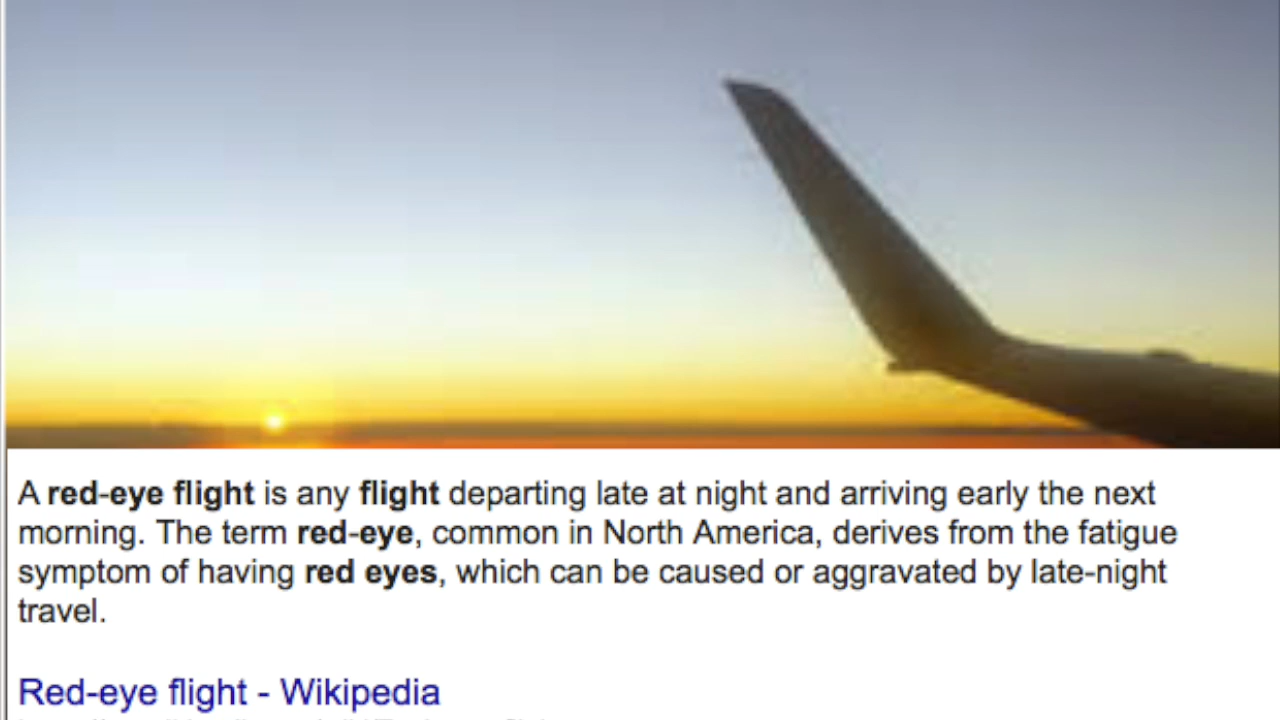 A red-eye flight is any flight departing late at night and arriving early the next
morning. The term red-eye, common in North America, derives from the fatigue
symptom of having red eyes, which can be caused or aggravated by late-night
travel.
Red-eye flight - Wikipedia